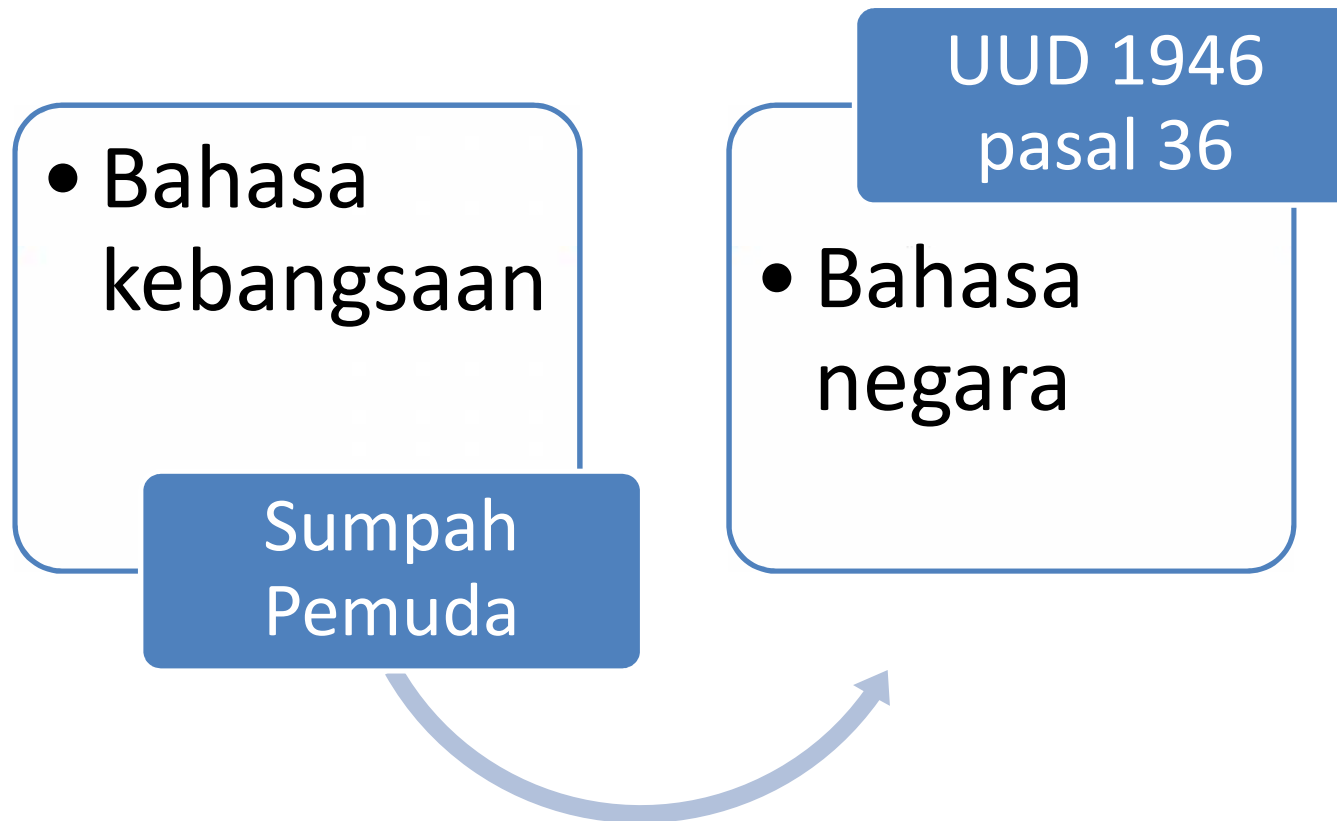 • Bahasa
kebangsaan
Sumpah
Pemuda
UUD 1946
pasal 36
• Bahasa
negara